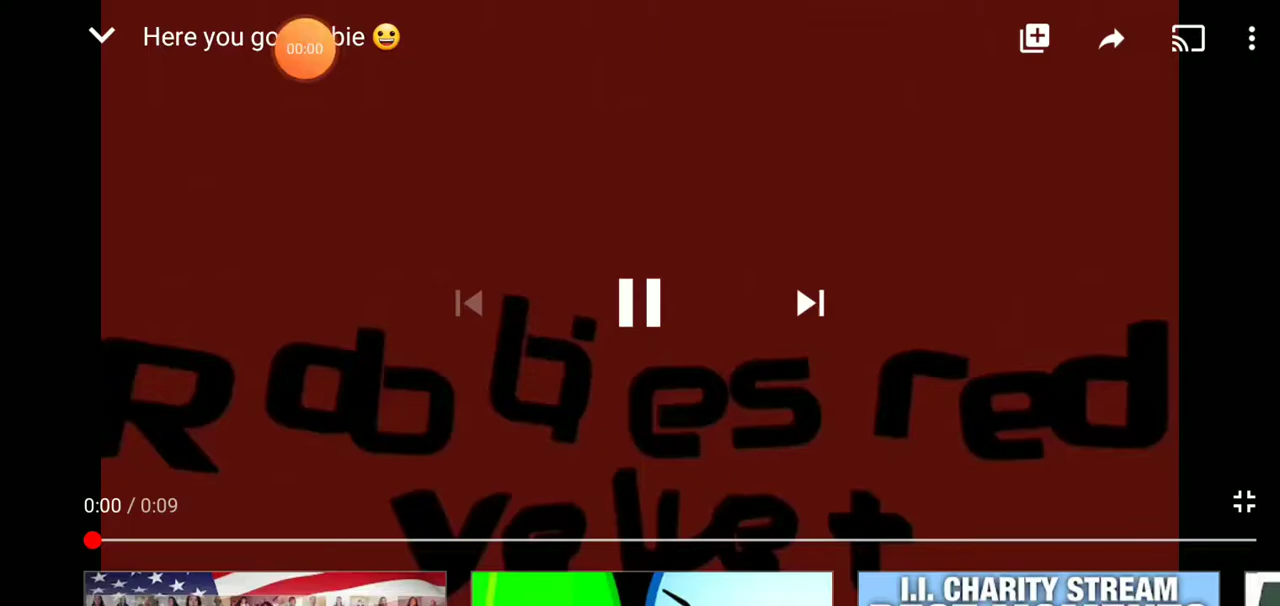 Here you go bie 😀
00:00
Robbies red
Velvet
0:00 / 0:09
I.I. CHARITY STREAM